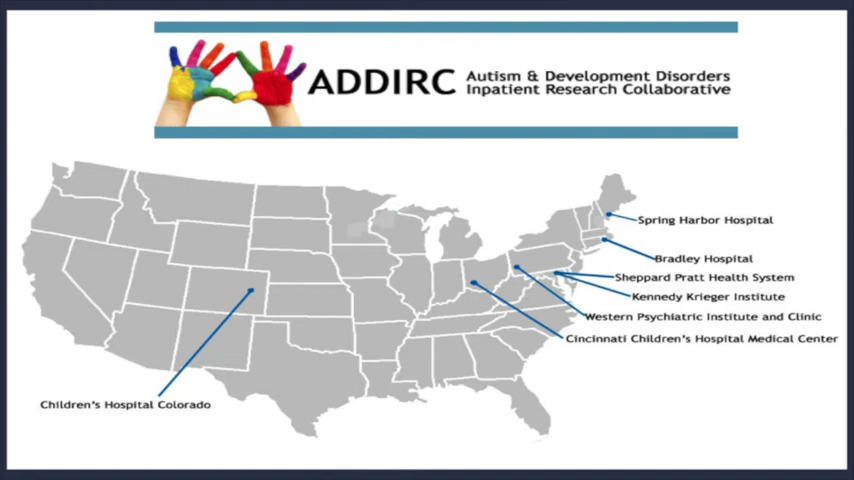 ADDIRC
Autism & Development Disorders
Inpatient Research Collaborative
Spring Harbor Hospital
Bradley Hospital
Sheppard Pratt Health System
Kennedy Krieger Institute
Western Psychiatric Institute and Clinic
Cincinnati Children's Hospital Medical Center
Children's Hospital Colorado